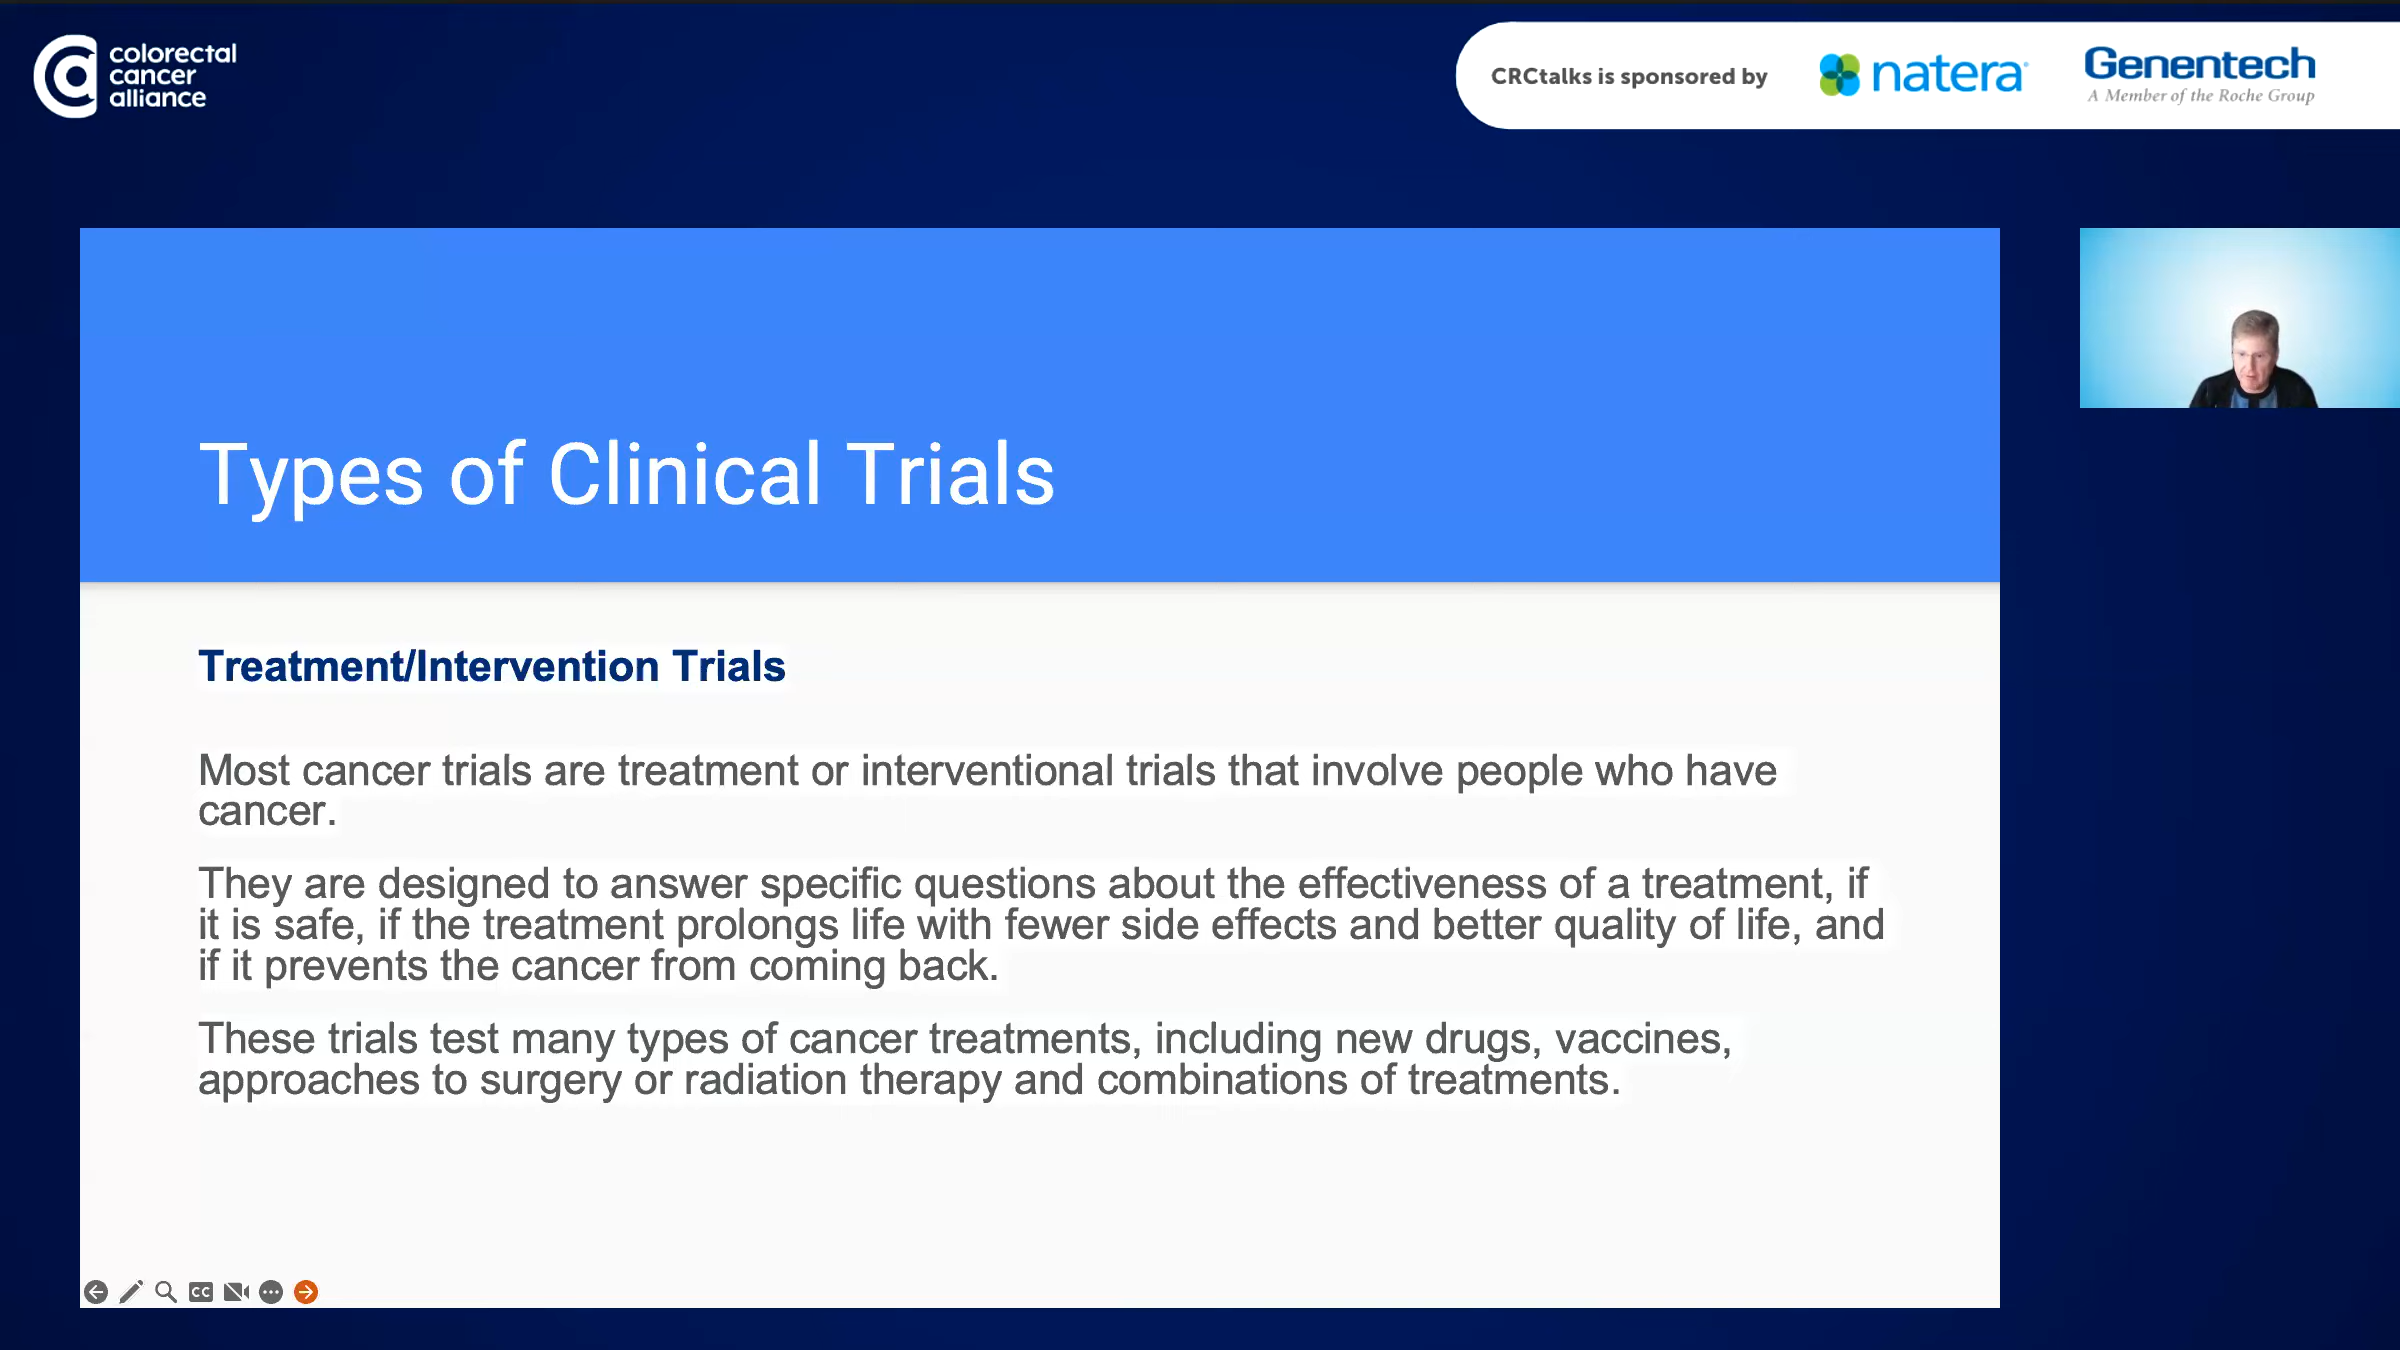 colorectal
cancer
alliance
CRCtalks is sponsored by
natera
Genentech
A Member of the Roche Group
Types of Clinical Trials
Treatment/Intervention Trials
Most cancer trials are treatment or interventional trials that involve people who have
cancer.
They are designed to answer specific questions about the effectiveness of a treatment, if
it is safe, if the treatment prolongs life with fewer side effects and better quality of life, and
if it prevents the cancer from coming back.
These trials test many types of cancer treatments, including new drugs, vaccines,
approaches to surgery or radiation therapy and combinations of treatments.
CC